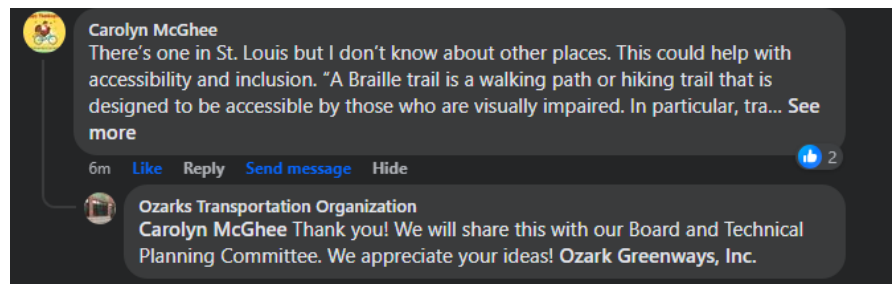 Carolyn McGhee
There's one in St. Louis but I don't know about other places. This could help with
accessibility and inclusion. “A Braille trail is a walking path or hiking trail that is
designed to be accessible by those who are visually impaired. In particular, tra... See
more
2
6m Like Reply Send message Hide
Ozarks Transportation Organization
Carolyn McGhee Thank you! We will share this with our Board and Technical
Planning Committee. We appreciate your ideas! Ozark Greenways, Inc.